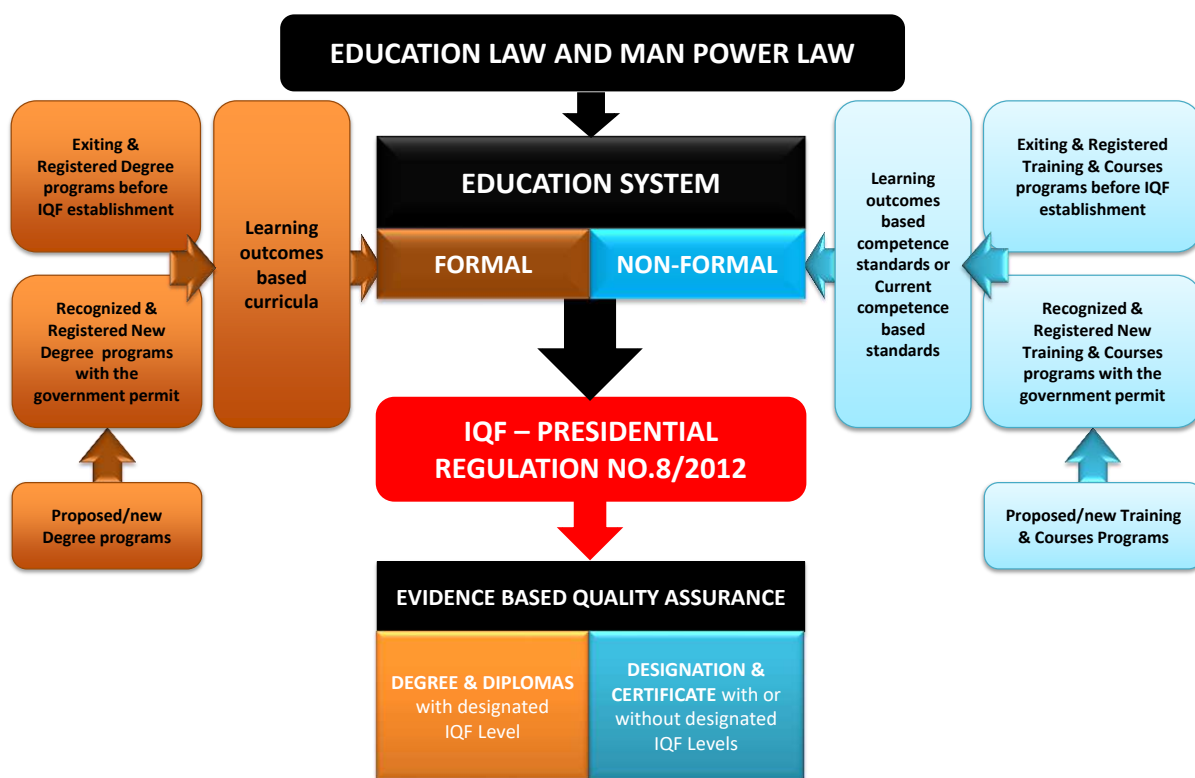 EDUCATION LAW AND MAN POWER LAW
Exiting &
Registered Degree
programs before
IQF establishment
Recognized &
Registered New
Degree programs
with the
government permit
Proposed/new
Degree programs
Learning
outcomes
based
curricula
EDUCATION SYSTEM
FORMAL
NON-FORMAL
Learning
outcomes
based
competence
standards or
Current
competence
based
standards
Exiting & Registered
Training & Courses
programs before IQF
establishment
Recognized &
Registered New
Training & Courses
programs with the
government permit
Proposed/new Training
& Courses Programs
IQF – PRESIDENTIAL
REGULATION NO.8/2012
EVIDENCE BASED QUALITY ASSURANCE
DEGREE & DIPLOMAS
with designated
IQF Level
DESIGNATION &
CERTIFICATE with or
without designated
IQF Levels